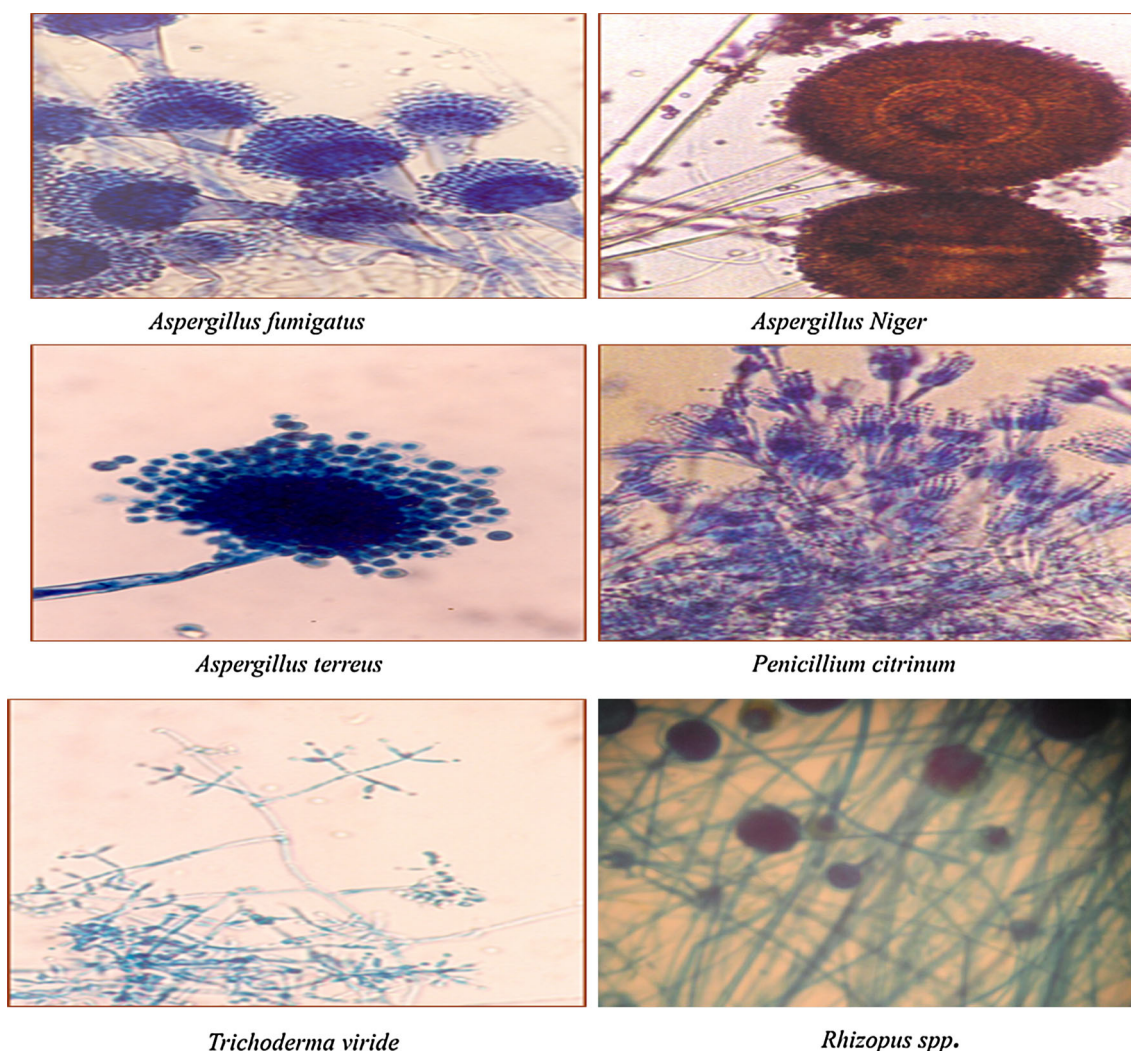 Aspergillus fumigatus
Aspergillus Niger
Aspergillus terreus
Penicillium citrinum
Trichoderma viride
Rhizopus spp.